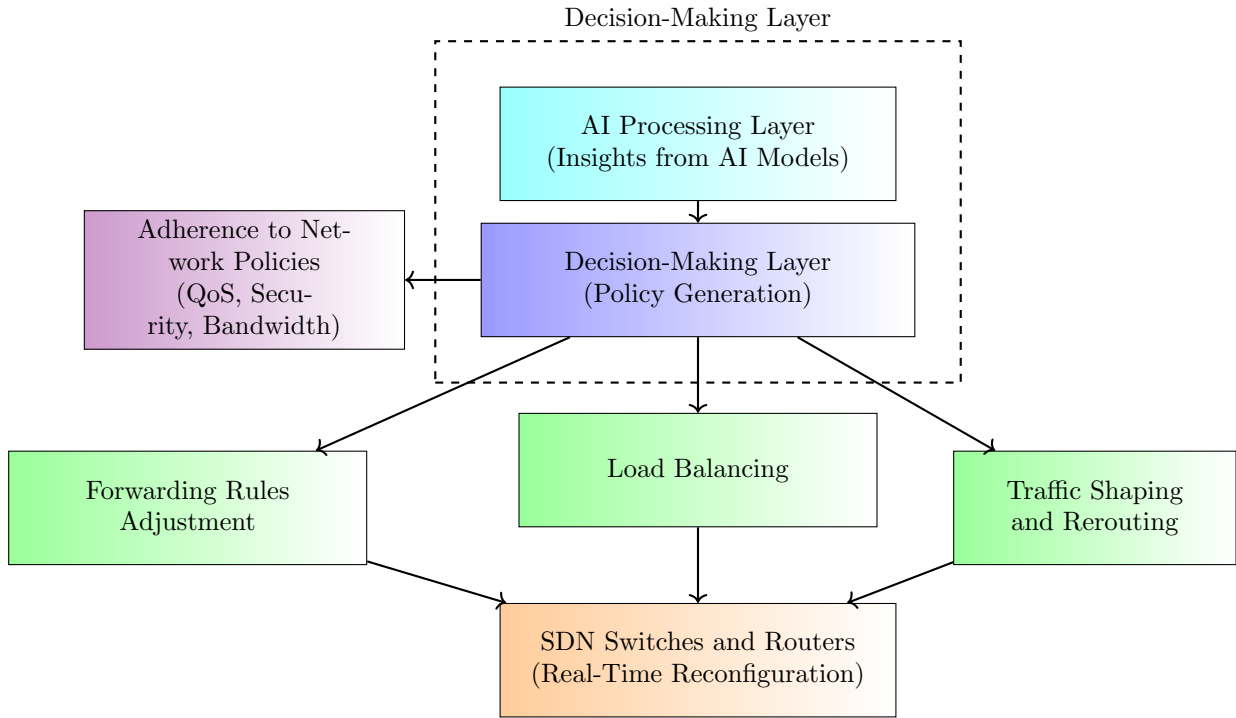 Decision-Making Layer
AI Processing Layer
(Insights from AI Models)
Adherence to Net-
work Policies
(QoS, Secu-
rity, Bandwidth)
Decision-Making Layer
(Policy Generation)
Forwarding Rules
Adjustment
Load Balancing
Traffic Shaping
and Rerouting
SDN Switches and Routers
(Real-Time Reconfiguration)